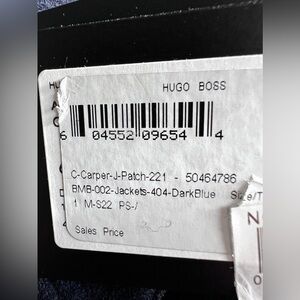 HUGO BOSS
6 04552 09654 4
C-Carper-J-Patch-221 - 50464786
BMB-002-Jackets-404-DarkBlue Size/T
1 M-S22 PS-/
Sales Price